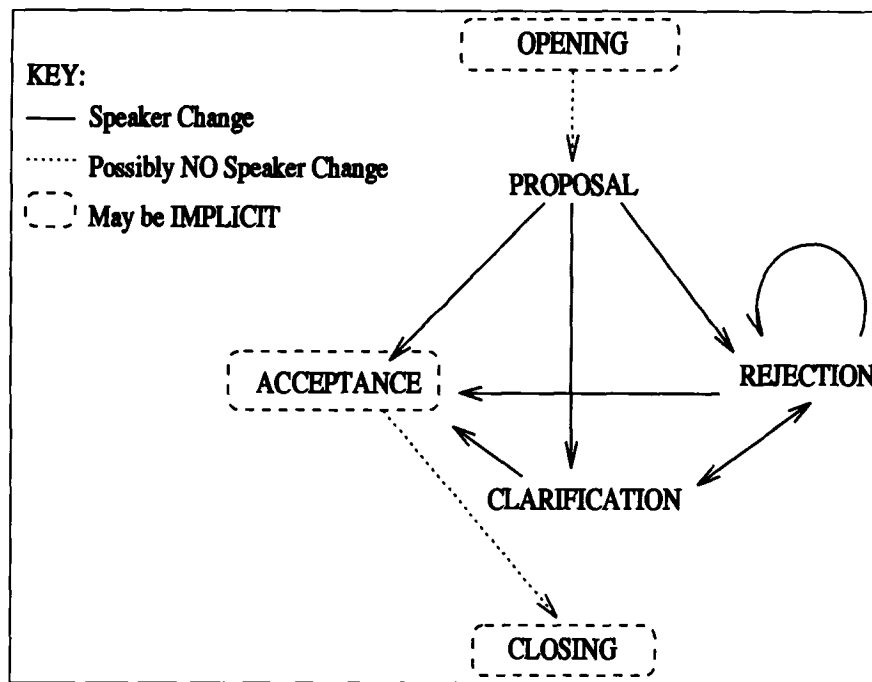 OPENING
KEY:
Speaker Change
Possibly NO Speaker Change
PROPOSAL
May be IMPLICIT
ACCEPTANCE
REJECTION
CLARIFICATION
CLOSING